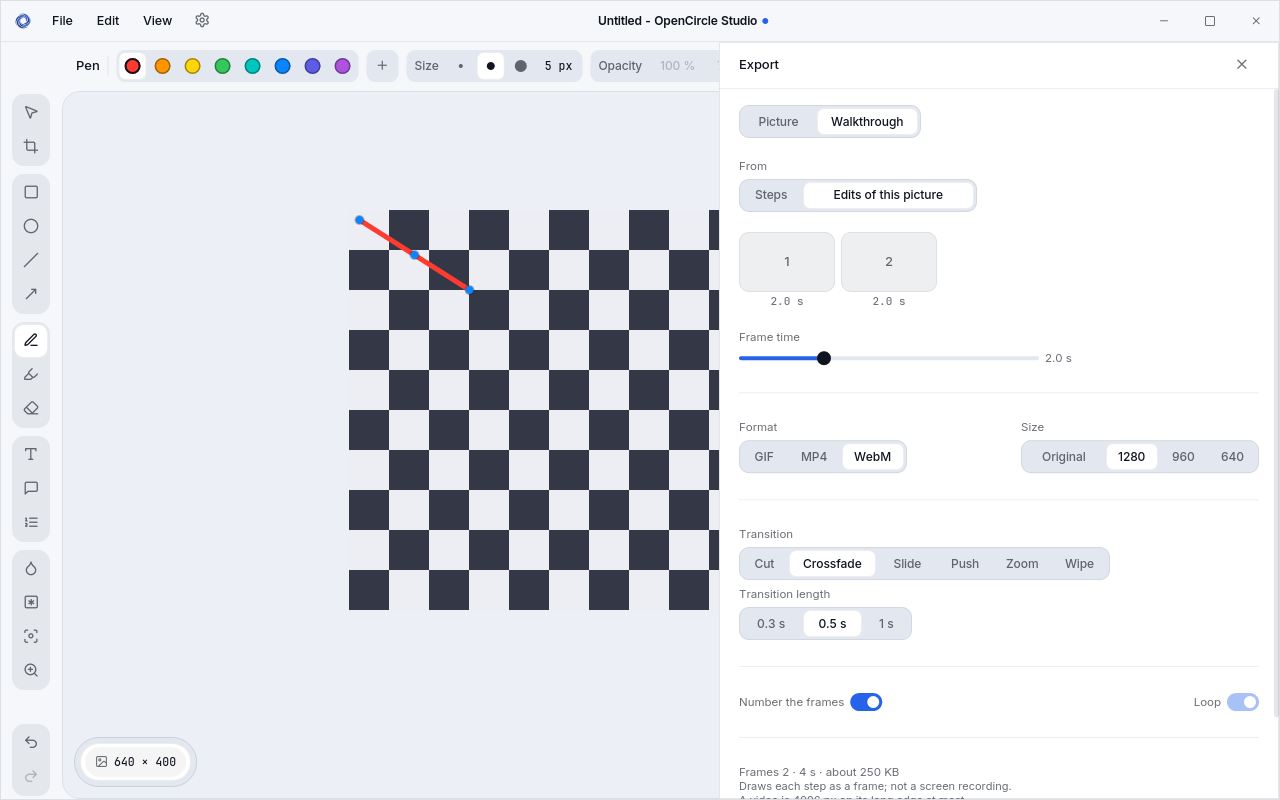 File Edit View
Untitled - OpenCircle Studio
Pen
Size 5 px
Opacity 100 %
Export
Picture Walkthrough
From
Steps Edits of this picture
1 2
2.0 s 2.0 s
Frame time
2.0 s
Format Size
GIF MP4 WebM Original 1280 960 640
Transition
Cut Crossfade Slide Push Zoom Wipe
Transition length
0.3 s 0.5 s 1 s
Number the frames Loop
640 × 400
Frames 2 · 4 s · about 250 KB
Draws each step as a frame; not a screen recording.